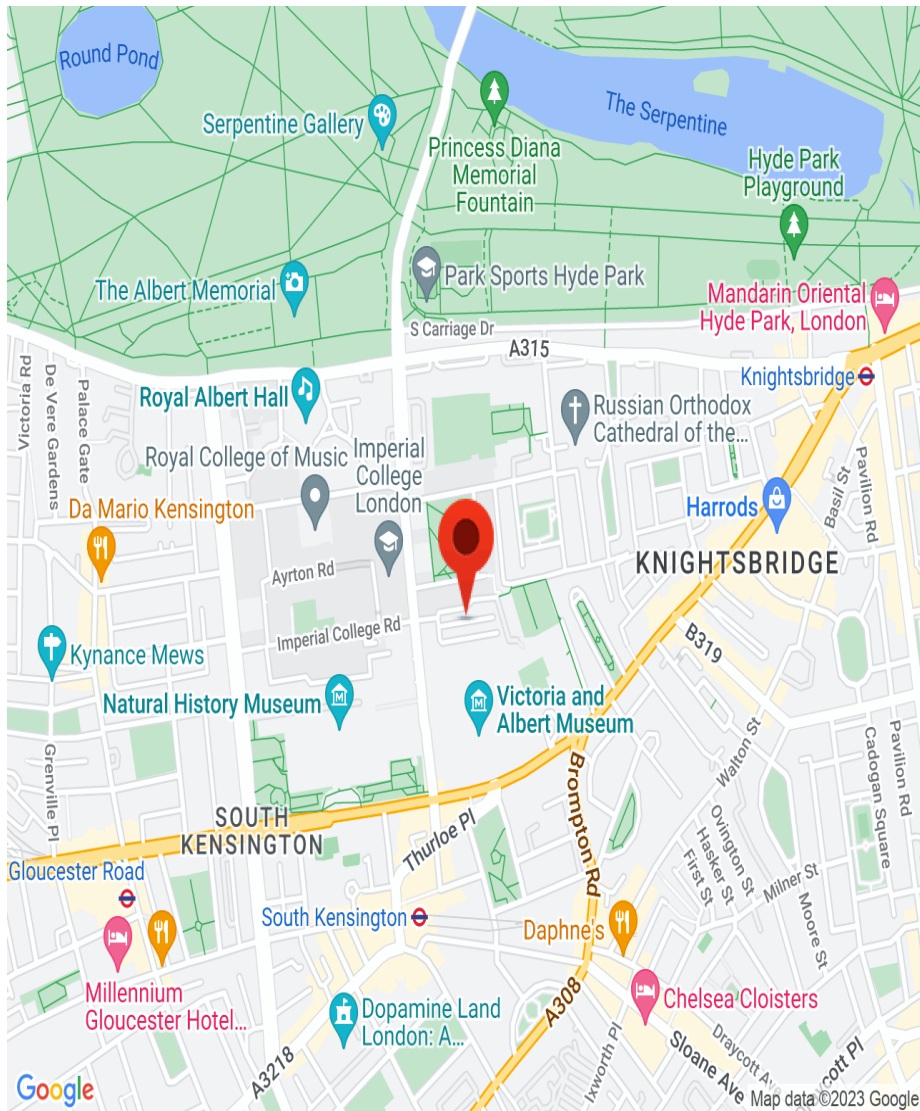 Round Pond
The Serpentine
Serpentine Gallery
Princess Diana
Memorial
Fountain
Hyde Park
Playground
Park Sports Hyde Park
The Albert Memorial
Mandarin Oriental
Hyde Park, London
S Carriage Dr
A315
Knightsbridge
Victoria Rd
De Vere Gardens
Palace Gate
Royal Albert Hall
Russian Orthodox
Cathedral of the...
Royal College of Music
Imperial
College
London
Pavilion Rd
Basil St
Harrods
Da Mario Kensington
KNIGHTSBRIDGE
Ayrton Rd
Imperial College Rd
B319
Kynance Mews
Natural History Museum
Victoria and
Albert Museum
Walton St
Pavilion Rd
Cadogan Square
Grenville Pl
Brompton Rd
SOUTH
KENSINGTON
Thurloe Pl
Ovington St
Hasker St
First St
Milner St
Moore St
Gloucester Road
South Kensington
Daphne's
Millennium
Gloucester Hotel...
Chelsea Cloisters
Dopamine Land
London: A...
A308
Ixworth Pl
Sloane Ave
Draycott Ave
A3218
Google
Map data ©2023 Google